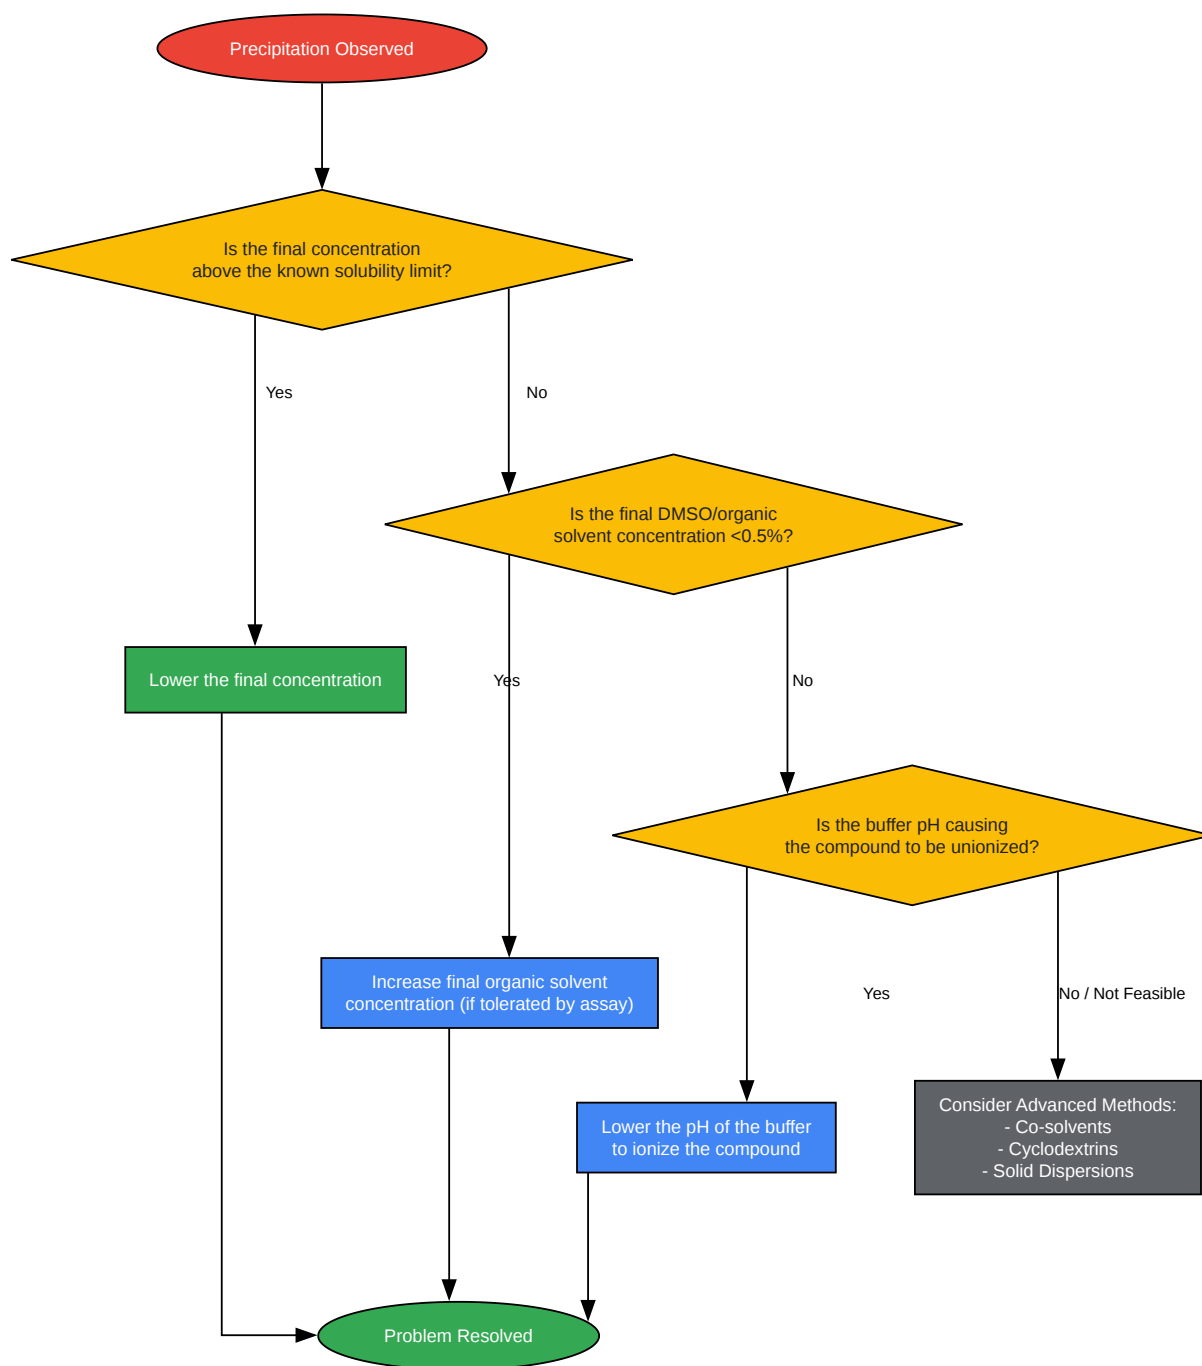 Precipitation Observed
Is the final concentration
above the known solubility limit?
Yes
No
Is the final DMSO/organic
solvent concentration <0.5%?
Lower the final concentration
Yes
No
Is the buffer pH causing
the compound to be unionized?
Increase final organic solvent
concentration (if tolerated by assay)
Yes
No / Not Feasible
Lower the pH of the buffer
to ionize the compound
Consider Advanced Methods:
- Co-solvents
- Cyclodextrins
- Solid Dispersions
Problem Resolved